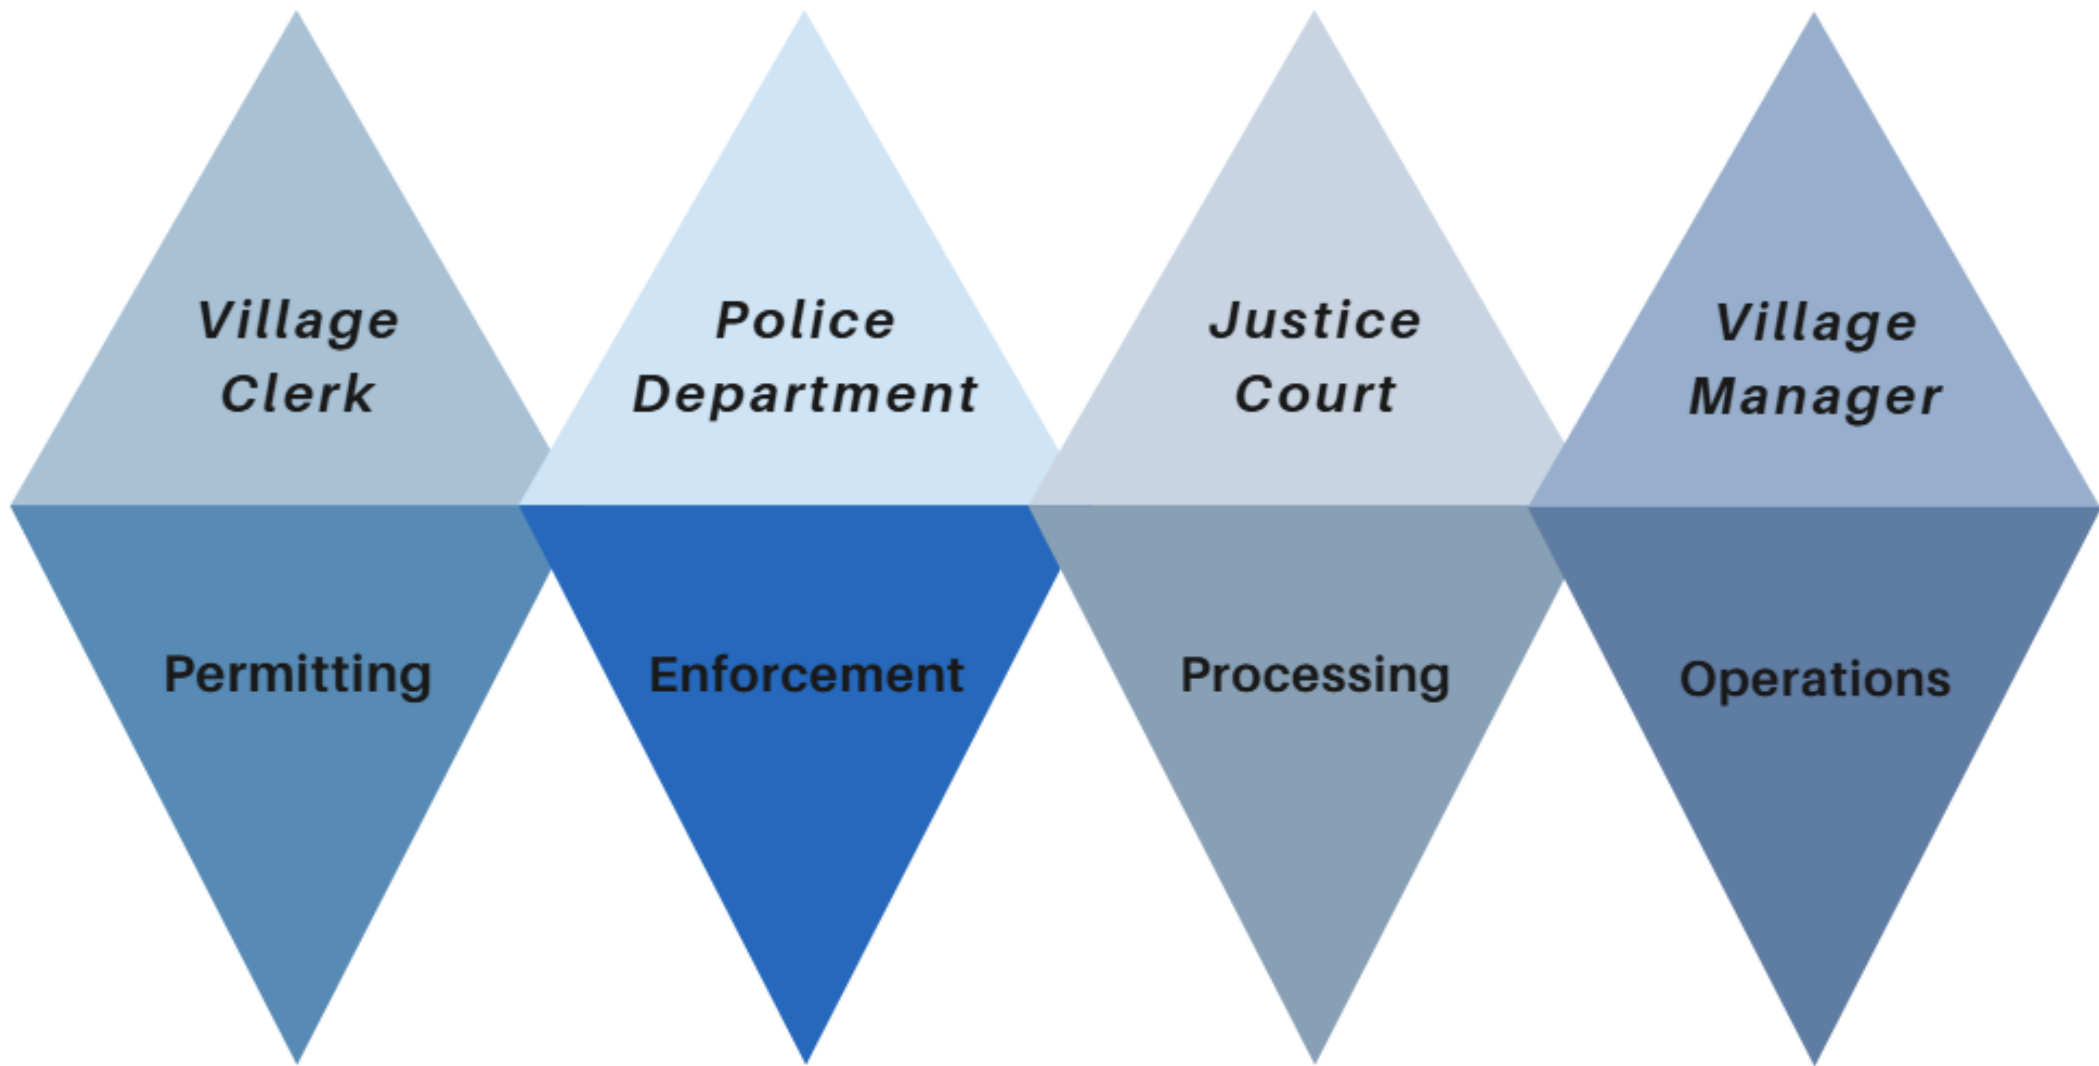 Village
Clerk
Police
Department
Justice
Court
Village
Manager
Permitting
Enforcement
Processing
Operations